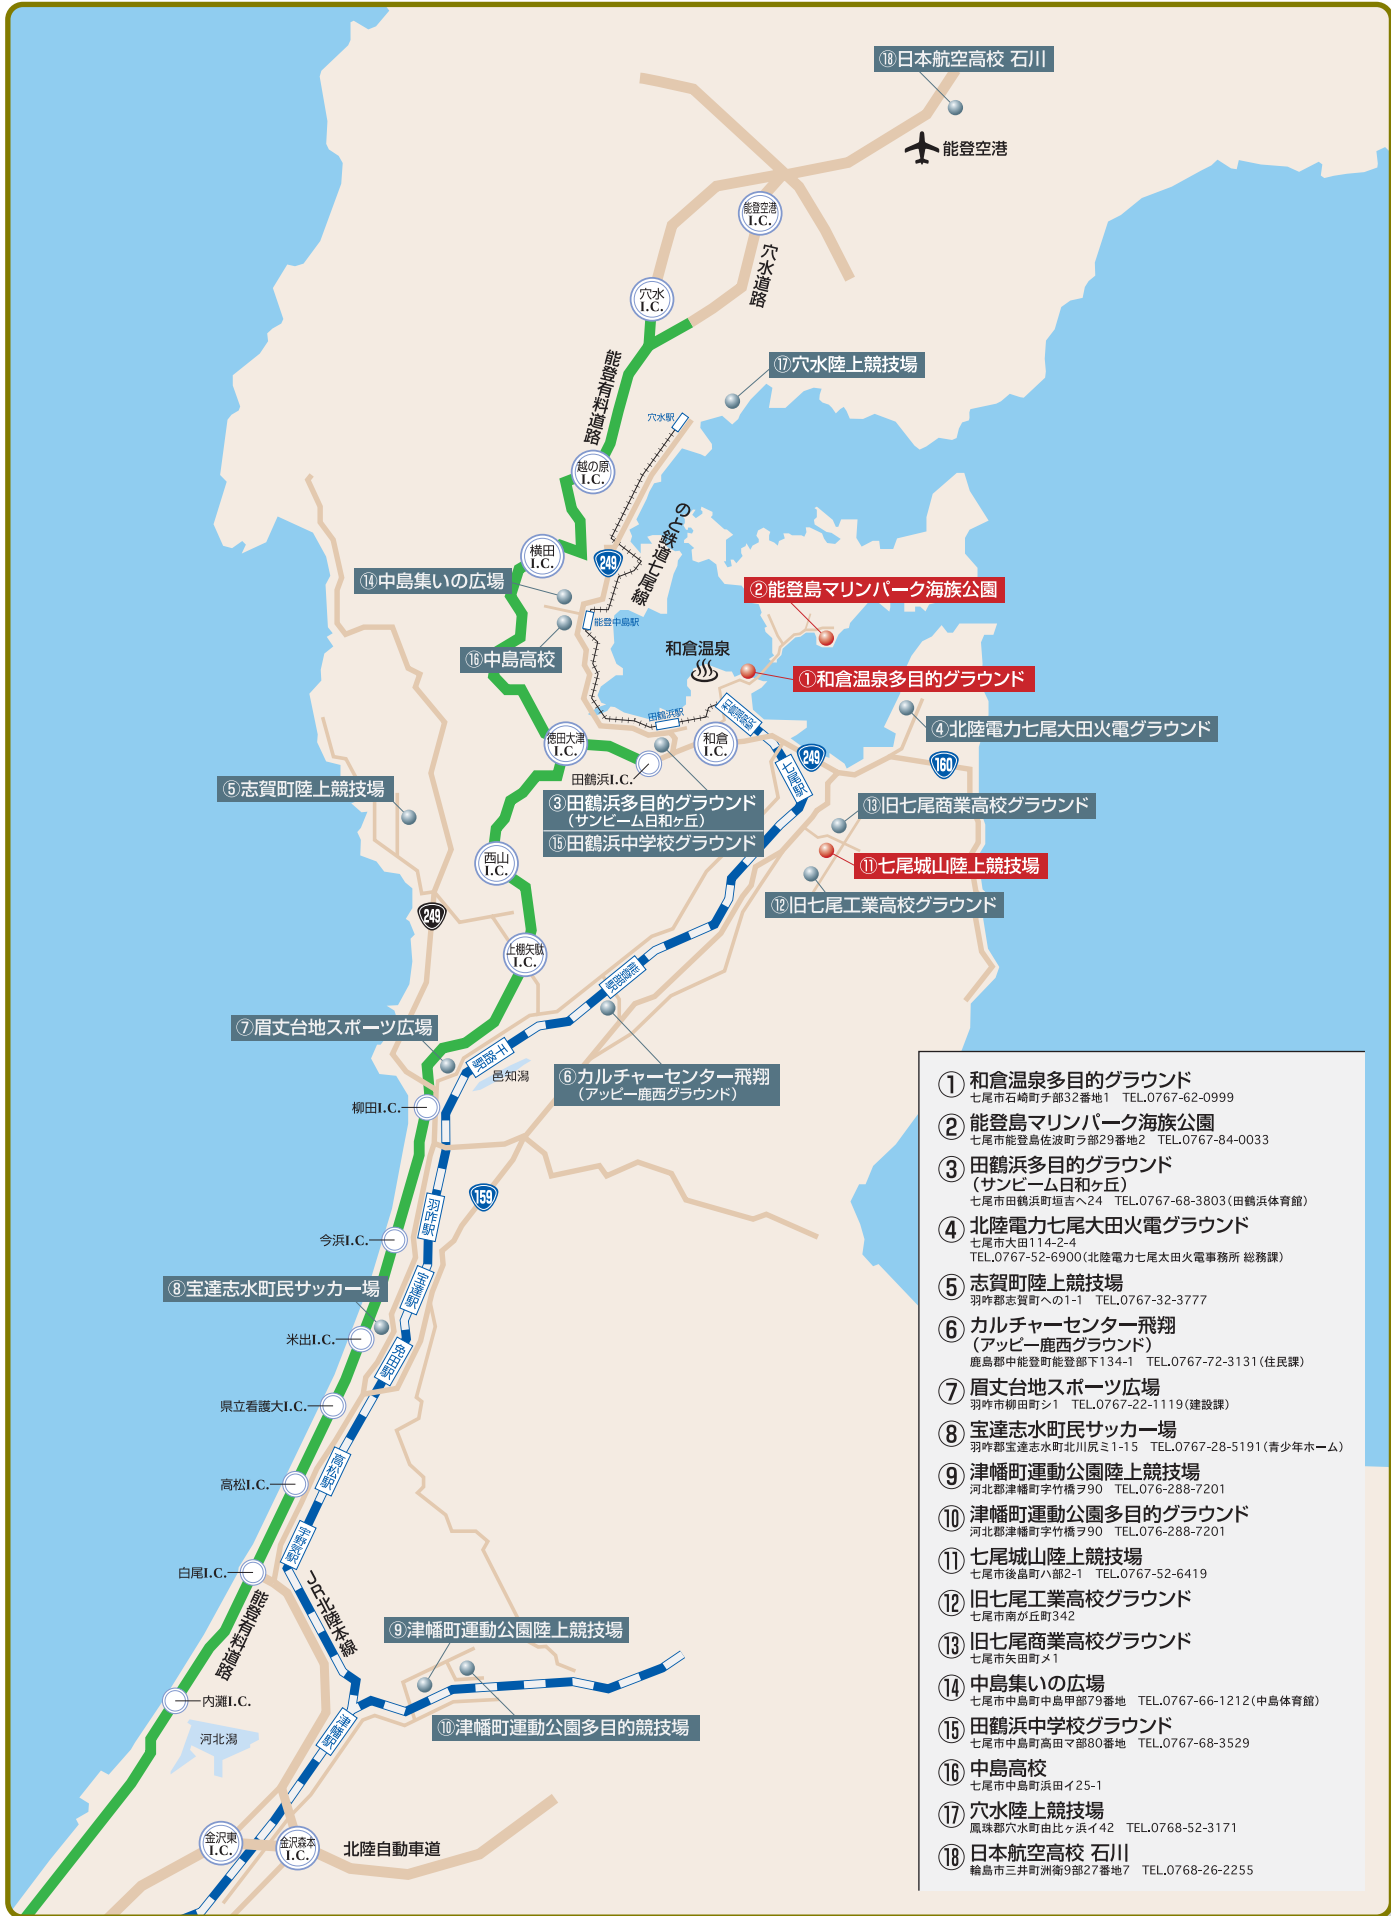 ⑱日本航空高校 石川
能登空港
能登空港
I.C.
穴水道路
穴水
I.C.
⑰穴水陸上競技場
能登有料道路
穴水駅
越の原
I.C.
のと鉄道七尾線
横田
I.C.
249
⑭中島集いの広場
②能登島マリンパーク海族公園
能登中島駅
和倉温泉
⑯中島高校
①和倉温泉多目的グラウンド
田鶴浜駅
和倉温泉駅
④北陸電力七尾大田火電グラウンド
徳田大津
I.C.
和倉
I.C.
249
160
七尾駅
田鶴浜I.C.
⑤志賀町陸上競技場
③田鶴浜多目的グラウンド
（サンビーム日和ヶ丘）
⑬旧七尾商業高校グラウンド
⑮田鶴浜中学校グラウンド
西山
I.C.
⑪七尾城山陸上競技場
⑫旧七尾工業高校グラウンド
249
上棚矢駄
I.C.
能登部駅
⑦眉丈台地スポーツ広場
千路駅
邑知潟
⑥カルチャーセンター飛翔
（アッピー鹿西グラウンド）
柳田I.C.
159
羽咋駅
今浜I.C.
宝達駅
⑧宝達志水町民サッカー場
米出I.C.
免田駅
県立看護大I.C.
高松駅
高松I.C.
宇野気駅
白尾I.C.
JR北陸本線
能登有料道路
⑨津幡町運動公園陸上競技場
内灘I.C.
⑩津幡町運動公園多目的競技場
津幡駅
河北潟
金沢東
I.C.
金沢森本
I.C.
北陸自動車道
① 和倉温泉多目的グラウンド
七尾市石崎町チ部32番地1　TEL.0767-62-0999
② 能登島マリンパーク海族公園
七尾市能登島佐波町ラ部29番地2　TEL.0767-84-0033
③ 田鶴浜多目的グラウンド
（サンビーム日和ヶ丘）
七尾市田鶴浜町垣吉へ24　TEL.0767-68-3803(田鶴浜体育館)
④ 北陸電力七尾大田火電グラウンド
七尾市大田114-2-4
TEL.0767-52-6900(北陸電力七尾太田火電事務所 総務課)
⑤ 志賀町陸上競技場
羽咋郡志賀町への1-1　TEL.0767-32-3777
⑥ カルチャーセンター飛翔
（アッピー鹿西グラウンド）
鹿島郡中能登町能登部下134-1　TEL.0767-72-3131(住民課)
⑦ 眉丈台地スポーツ広場
羽咋市柳田町シ1　TEL.0767-22-1119(建設課)
⑧ 宝達志水町民サッカー場
羽咋郡宝達志水町北川尻ミ1-15　TEL.0767-28-5191(青少年ホーム)
⑨ 津幡町運動公園陸上競技場
河北郡津幡町字竹橋ヲ90　TEL.076-288-7201
⑩ 津幡町運動公園多目的グラウンド
河北郡津幡町字竹橋ヲ90　TEL.076-288-7201
⑪ 七尾城山陸上競技場
七尾市後畠町ハ部2-1　TEL.0767-52-6419
⑫ 旧七尾工業高校グラウンド
七尾市南が丘町342
⑬ 旧七尾商業高校グラウンド
七尾市矢田町メ1
⑭ 中島集いの広場
七尾市中島町中島甲部79番地　TEL.0767-66-1212(中島体育館)
⑮ 田鶴浜中学校グラウンド
七尾市中島町高田マ部80番地　TEL.0767-68-3529
⑯ 中島高校
七尾市中島町浜田イ25-1
⑰ 穴水陸上競技場
鳳珠郡穴水町由比ヶ浜イ42　TEL.0768-52-3171
⑱ 日本航空高校 石川
輪島市三井町洲衛9部27番地7　TEL.0768-26-2255